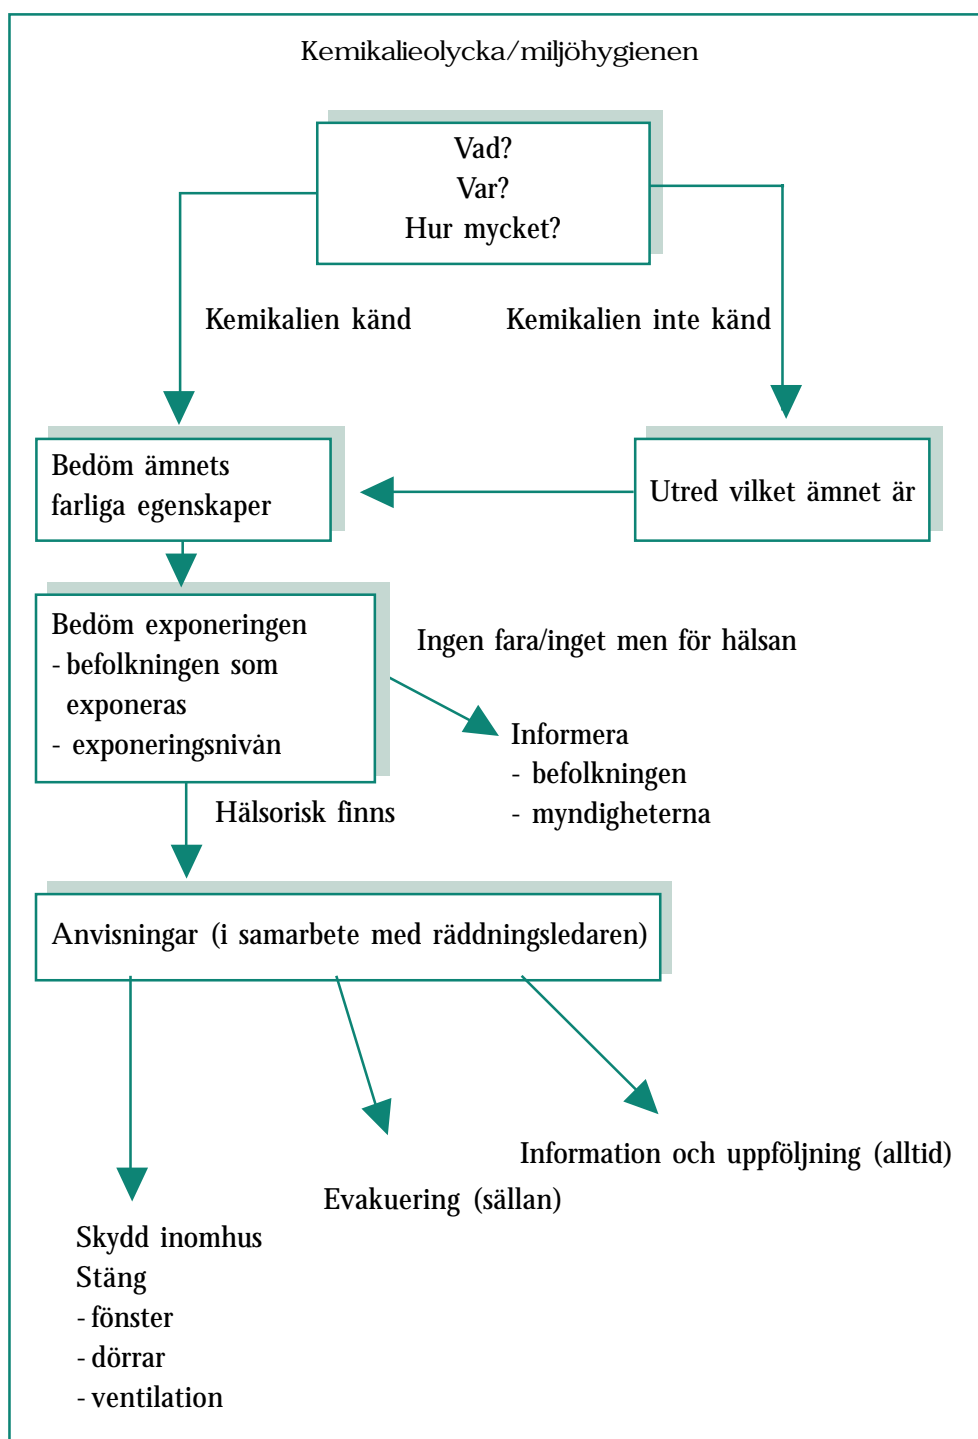 Kemikalieolycka/miljöhygienen
Vad?
Var?
Hur mycket?
Kemikalien känd
Kemikalien inte känd
Bedöm ämnets
farliga egenskaper
Utred vilket ämnet är
Bedöm exponeringen
- befolkningen som
exponeras
- exponeringsnivån
Ingen fara/inget men för hälsan
Informera
- befolkningen
- myndigheterna
Hälsorisk finns
Anvisningar (i samarbete med räddningsledaren)
Information och uppföljning (alltid)
Evakuering (sällan)
Skydd inomhus
Stäng
- fönster
- dörrar
- ventilation